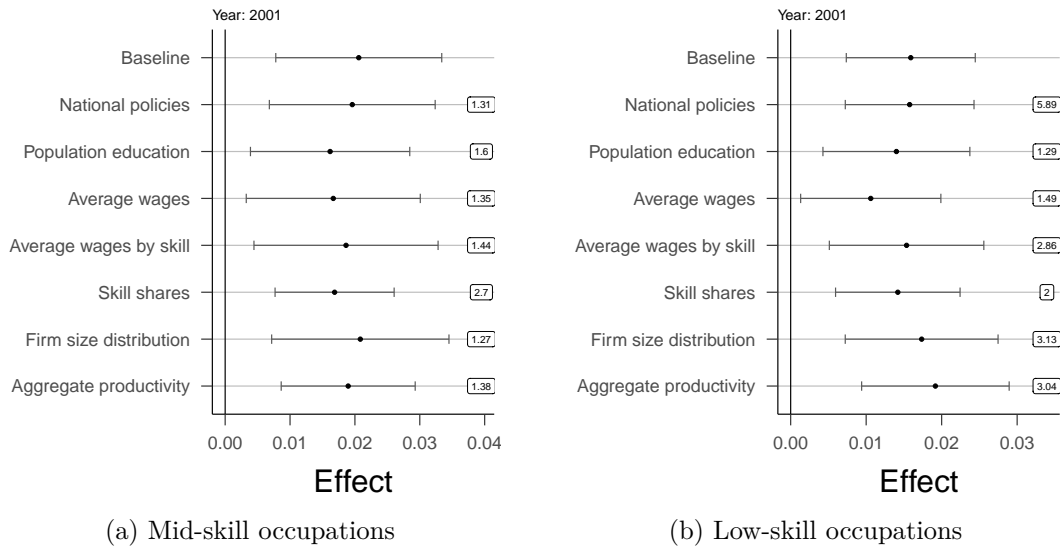 Year: 2001
Baseline
National policies 1.31
Population education 1.6
Average wages 1.35
Average wages by skill 1.44
Skill shares 2.7
Firm size distribution 1.27
Aggregate productivity 1.38
0.00 0.01 0.02 0.03 0.04
Effect
(a) Mid-skill occupations
Year: 2001
Baseline
National policies 5.89
Population education 1.29
Average wages 1.49
Average wages by skill 2.86
Skill shares 2
Firm size distribution 3.13
Aggregate productivity 3.04
0.00 0.01 0.02 0.03
Effect
(b) Low-skill occupations